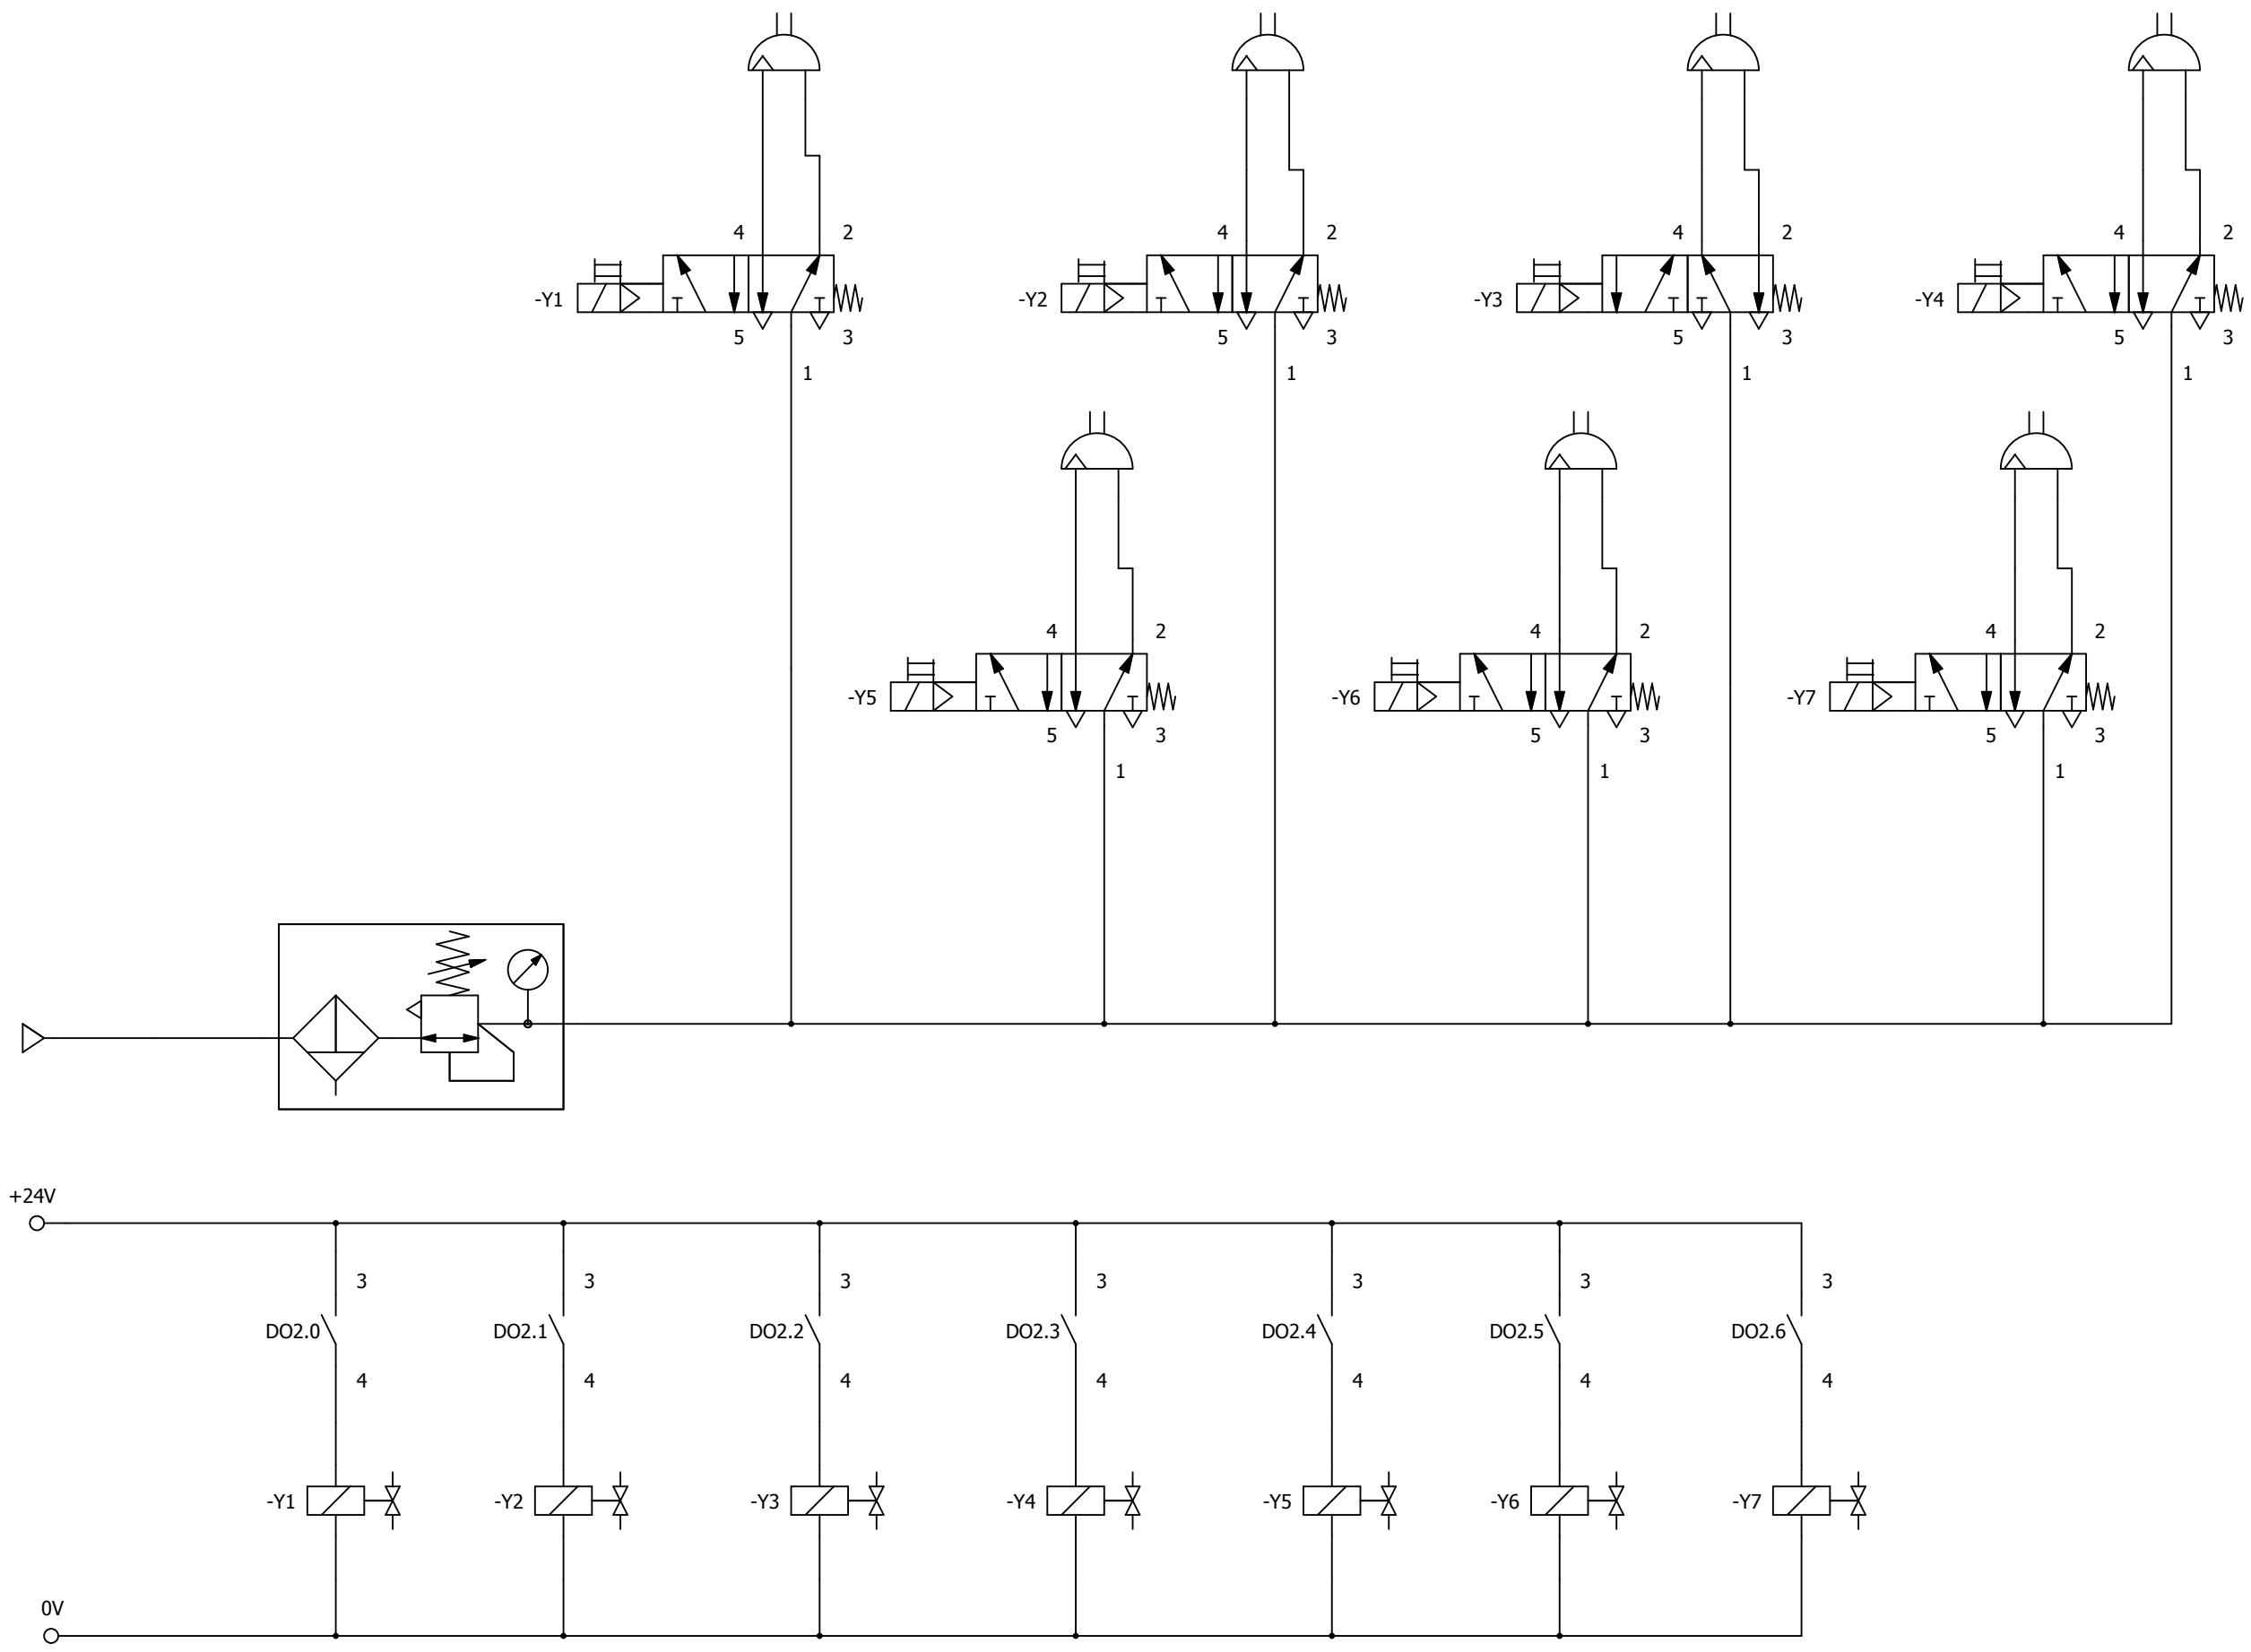 4 2 4 2 4 2 4 2
-Y1 -Y2 -Y3 -Y4
5 3 5 3 5 3 5 3
1 1 1 1
4 2 4 2 4 2
-Y5 -Y6 -Y7
5 3 5 3 5 3
1 1 1
+24V
3 3 3 3 3 3 3
DO2.0 DO2.1 DO2.2 DO2.3 DO2.4 DO2.5 DO2.6
4 4 4 4 4 4 4
-Y1 -Y2 -Y3 -Y4 -Y5 -Y6 -Y7
0V